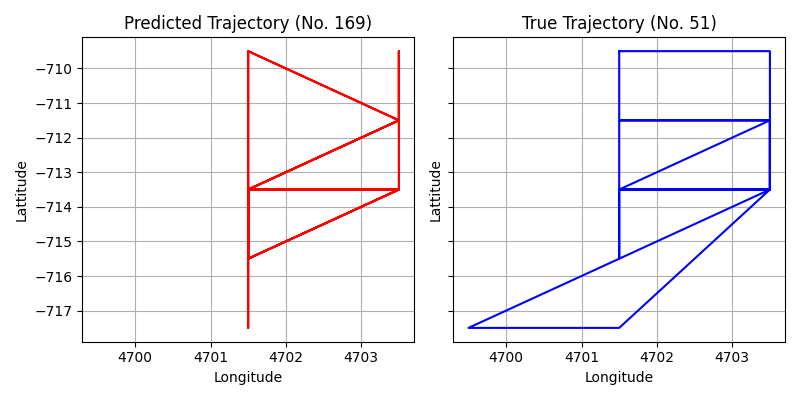 Predicted Trajectory (No. 169)
True Trajectory (No. 51)
−710
−711
−712
−713
−714
−715
−716
−717
Lattitude
Lattitude
4700
4701
4702
4703
4700
4701
4702
4703
Longitude
Longitude